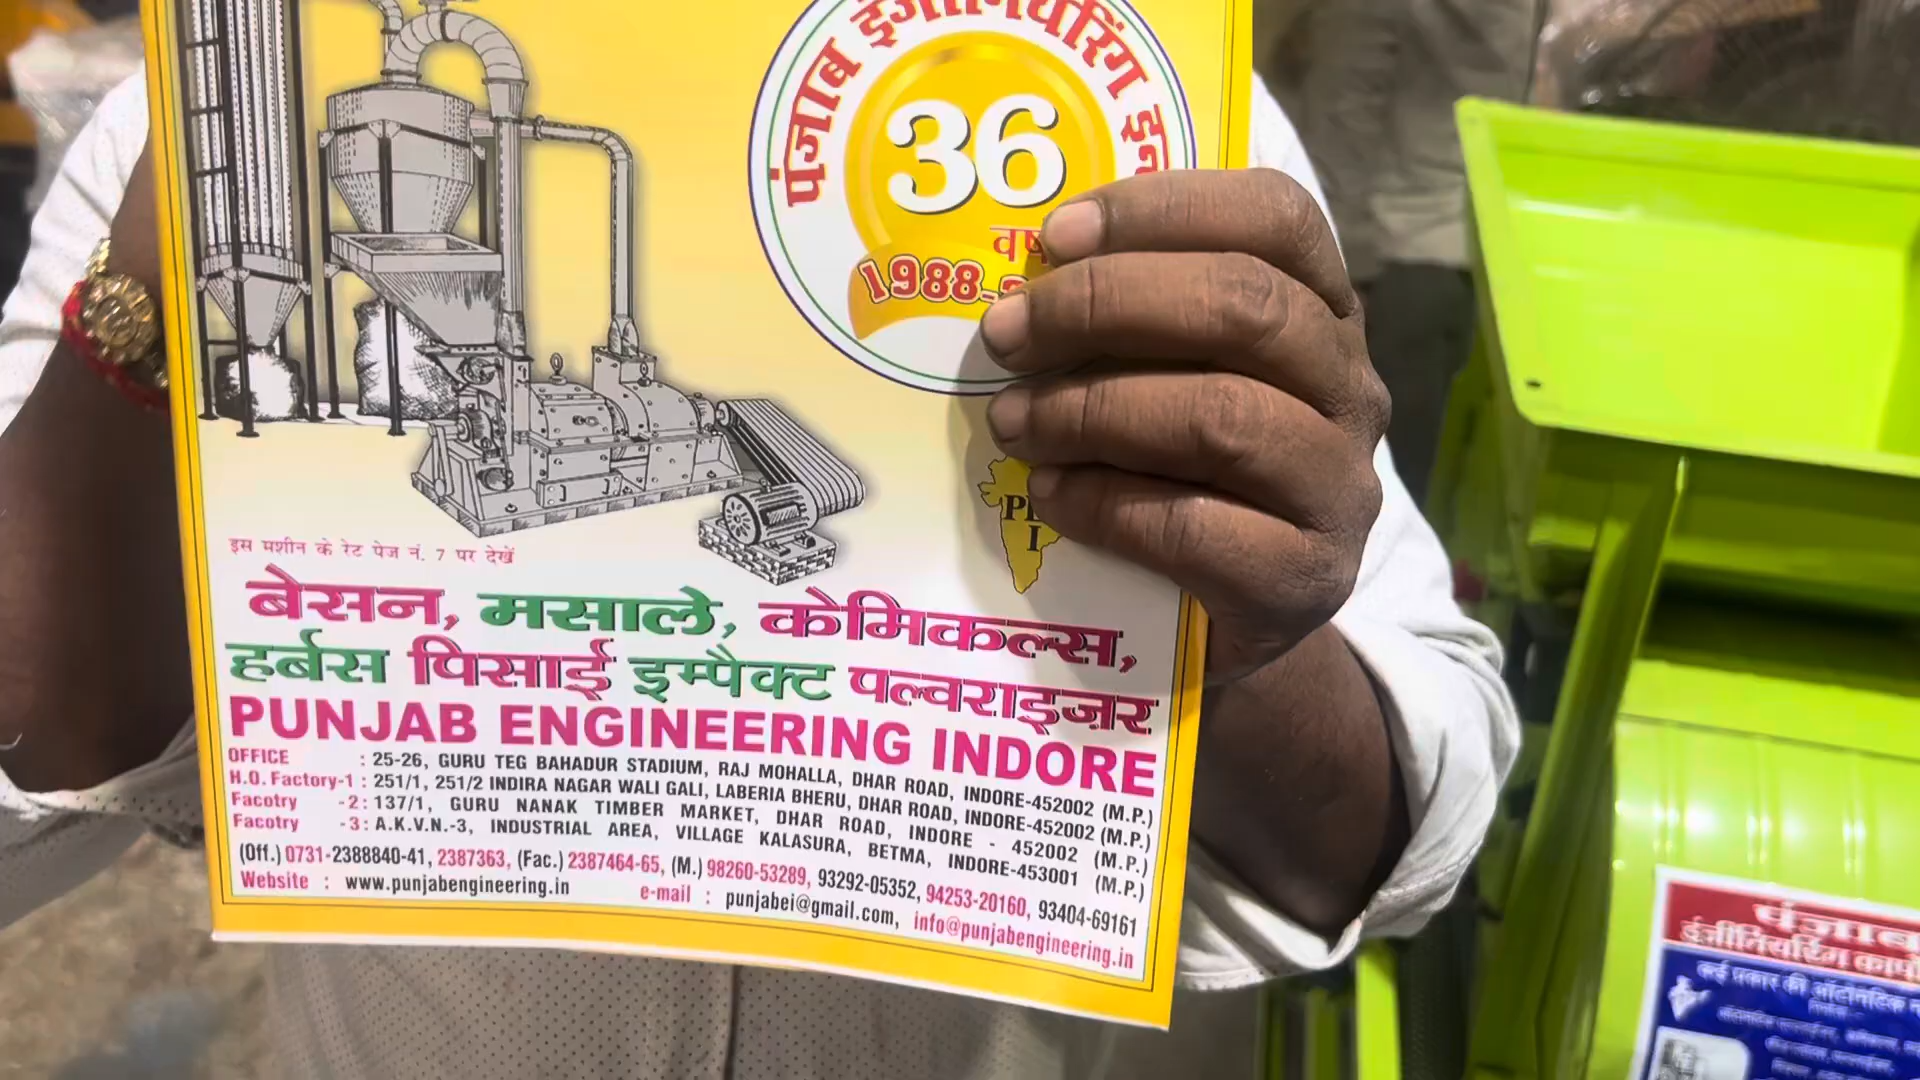 पंजाब इंजीनियरिंग
36
1988-
इस मशीन के रेट पेज नं. 7 पर देखें
बेसन, मसाले, केमिकल्स,
हर्बस पिसाई इम्पैक्ट पल्वराइज़र
PUNJAB ENGINEERING INDORE
OFFICE : 25-26, GURU TEG BAHADUR STADIUM, RAJ MOHALLA, DHAR ROAD, INDORE-452002 (M.P.)
H.O. Factory-1 : 251/1, 251/2 INDIRA NAGAR WALI GALI, LABERIA BHERU, DHAR ROAD, INDORE-452002 (M.P.)
Facotry -2 : 137/1, GURU NANAK TIMBER MARKET, DHAR ROAD, INDORE - 452002 (M.P.)
Facotry -3 : A.K.V.N.-3, INDUSTRIAL AREA, VILLAGE KALASURA, BETMA, INDORE-453001 (M.P.)
(Off.) 0731-2388840-41, 2387363, (Fac.) 2387464-65, (M.) 98260-53289, 93292-05352, 94253-20160, 93404-69161
Website : www.punjabengineering.in e-mail : punjabei@gmail.com, info@punjabengineering.in
पंजाब
इंजीनियरिंग
कई प्रकार की ऑटोमेटिक